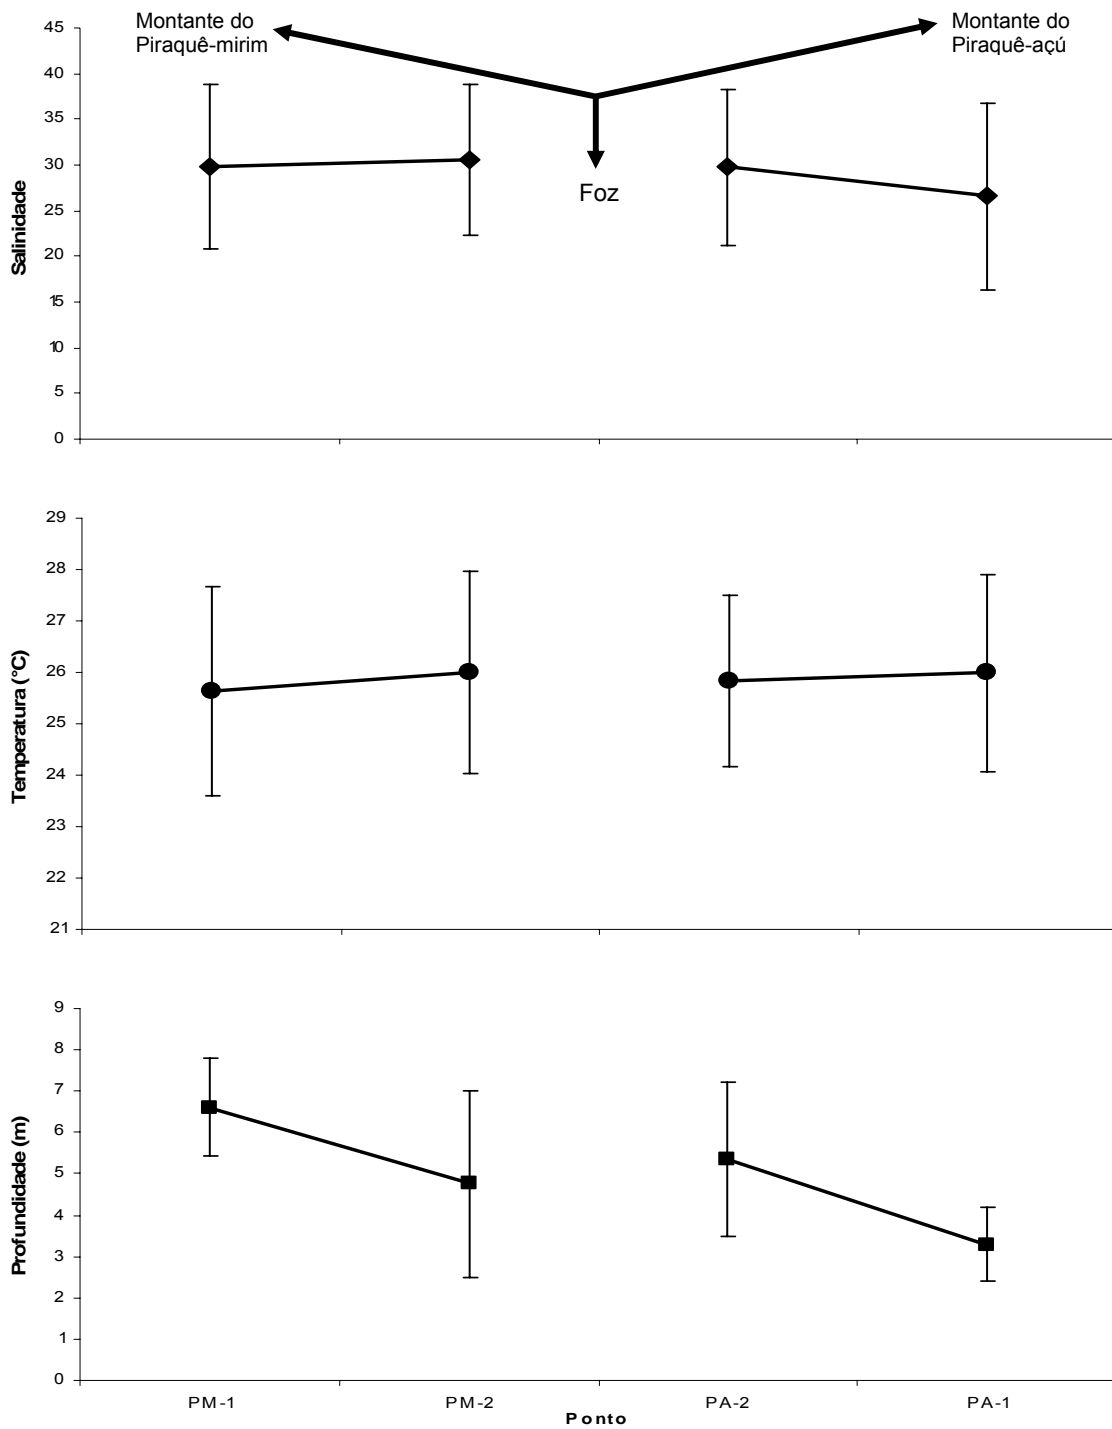 Montante do
Piraquê-mirim
Montante do
Piraquê-açú
Foz
Salinidade
45
40
35
30
25
20
15
10
5
0
Temperatura (°C)
29
28
27
26
25
24
23
22
21
Profundidade (m)
9
8
7
6
5
4
3
2
1
0
PM-1 PM-2 PA-2 PA-1
Ponto